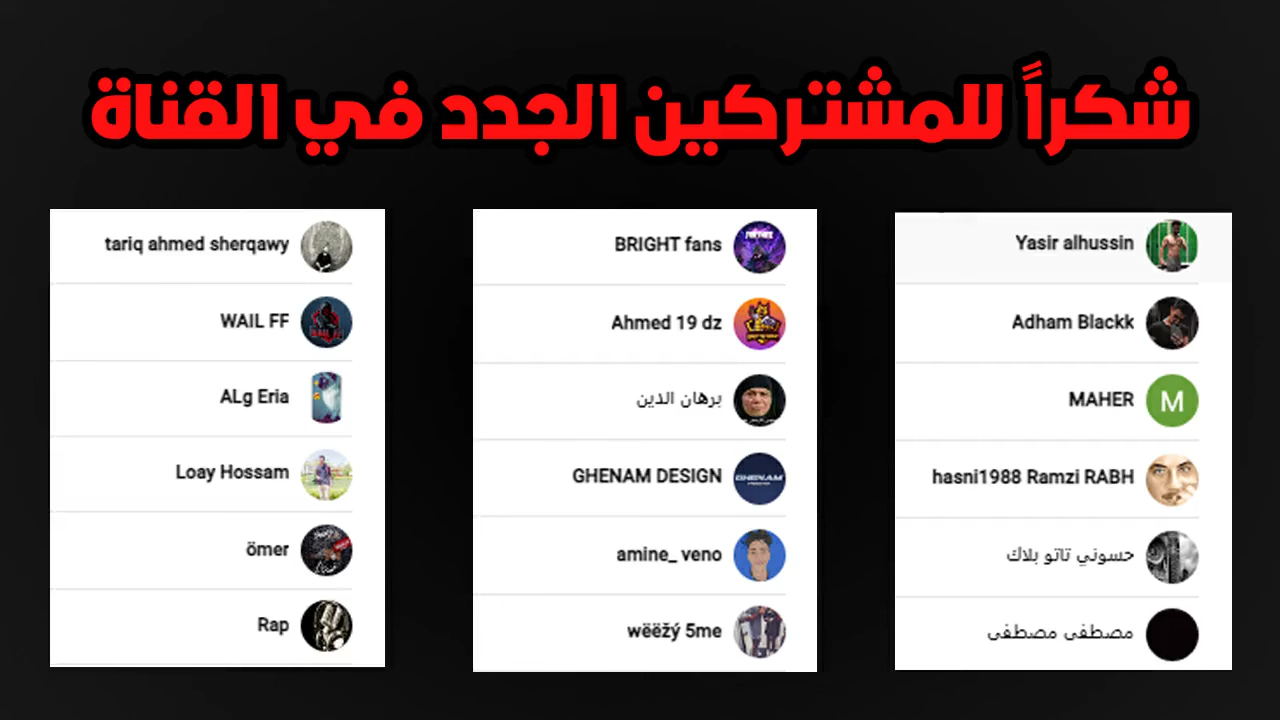 شكراً للمشتركين الجدد في القناة
Yasir alhussin
Adham Blackk
M
MAHER
hasni1988 Ramzi RABH
حسوني تاتو بلاك
مصطفى مصطفى
BRIGHT fans
Ahmed 19 dz
برهان الدين
GHENAM DESIGN
GHENAM
amine_ veno
wëëžý 5me
tariq ahmed sherqawy
WAIL FF
ALg Eria
Loay Hossam
ömer
Rap